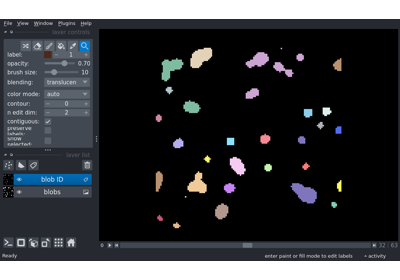 File View Window Plugins Help
layer controls
label: 1
opacity: 0.70
brush size: 10
blending: translucen
color mode: auto
contour: 0
n edit dim: 2
contiguous:
preserve
labels:
show
selected:
layer list
blob ID
blobs
0 32 63
Ready enter paint or fill mode to edit labels activity